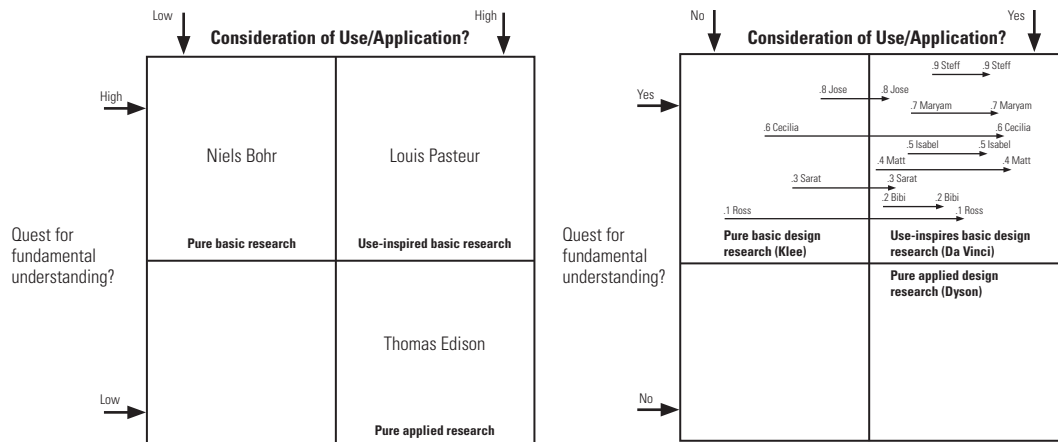 Low
High
Consideration of Use/Application?
High
Niels Bohr
Louis Pasteur
Quest for
fundamental
understanding?
Pure basic research
Use-inspired basic research
Thomas Edison
Low
Pure applied research
No
Yes
Consideration of Use/Application?
Yes
.9 Steff
.9 Steff
.8 Jose
.8 Jose
.7 Maryam
.7 Maryam
.6 Cecilia
.6 Cecilia
.5 Isabel
.5 Isabel
.4 Matt
.4 Matt
.3 Sarat
.3 Sarat
.2 Bibi
.2 Bibi
.1 Ross
.1 Ross
Quest for
fundamental
understanding?
Pure basic design
research (Klee)
Use-inspires basic design
research (Da Vinci)
Pure applied design
research (Dyson)
No